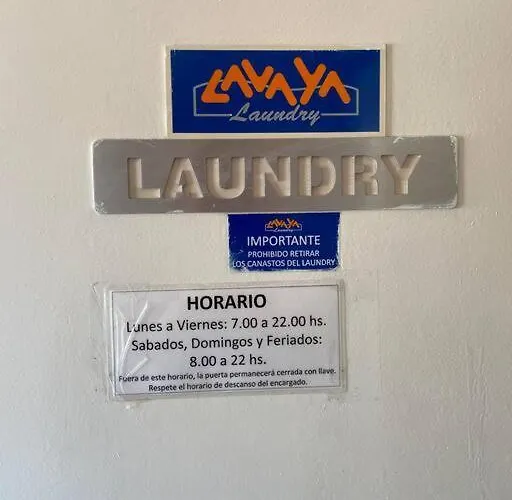 LAVAYA
Laundry
LAUNDRY
LAVAYA
Laundry
IMPORTANTE
PROHIBIDO RETIRAR
LOS CANASTOS DEL LAUNDRY
HORARIO
Lunes a Viernes: 7.00 a 22.00 hs.
Sabados, Domingos y Feriados:
8.00 a 22 hs.
Fuera de este horario, la puerta permanecerá cerrada con llave.
Respete el horario de descanso del encargado.